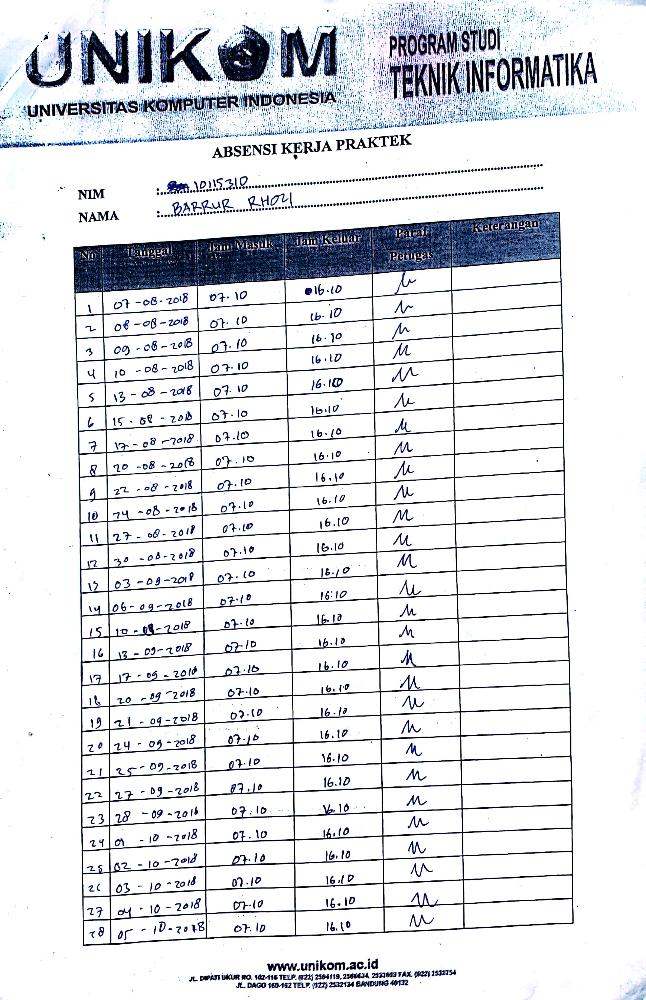 UNIKOM
UNIVERSITAS KOMPUTER INDONESIA
PROGRAM STUDI
TEKNIK INFORMATIKA
ABSENSI KERJA PRAKTEK
NIM : 10115310
NAMA : BARRUR RHOZI
No Tanggal Jam Masuk Jam Keluar Paraf Petugas Keterangan
1 07-08-2018 07.10 16.10
2 08-08-2018 07.10 16.10
3 09-08-2018 07.10 16.10
4 10-08-2018 07.10 16.10
5 13-08-2018 07.10 16.10
6 15.08-2018 07.10 16.10
7 17-08-2018 07.10 16.10
8 20-08-2018 07.10 16.10
9 22-08-2018 07.10 16.10
10 24-08-2018 07.10 16.10
11 27-08-2018 07.10 16.10
12 30-08-2018 07.10 16.10
13 03-09-2018 07.10 16.10
14 06-09-2018 07.10 16:10
15 10-09-2018 07.10 16.10
16 13-09-2018 07.10 16.10
17 17-09-2018 07.10 16.10
18 20-09-2018 07.10 16.10
19 21-09-2018 07.10 16.10
20 24-09-2018 07.10 16.10
21 25-09-2018 07.10 16.10
22 27-09-2018 07.10 16.10
23 28-09-2018 07.10 16.10
24 01-10-2018 07.10 16.10
25 02-10-2018 07.10 16.10
26 03-10-2018 07.10 16.10
27 04-10-2018 07.10 16.10
28 05-10-2018 07.10 16.10
www.unikom.ac.id
JL. DIPATI UKUR NO. 102-116 TELP. (022) 2504119, 2506634, 2533603 FAX. (022) 2533754
JL. DAGO 160-162 TELP. (022) 2532134 BANDUNG 40132